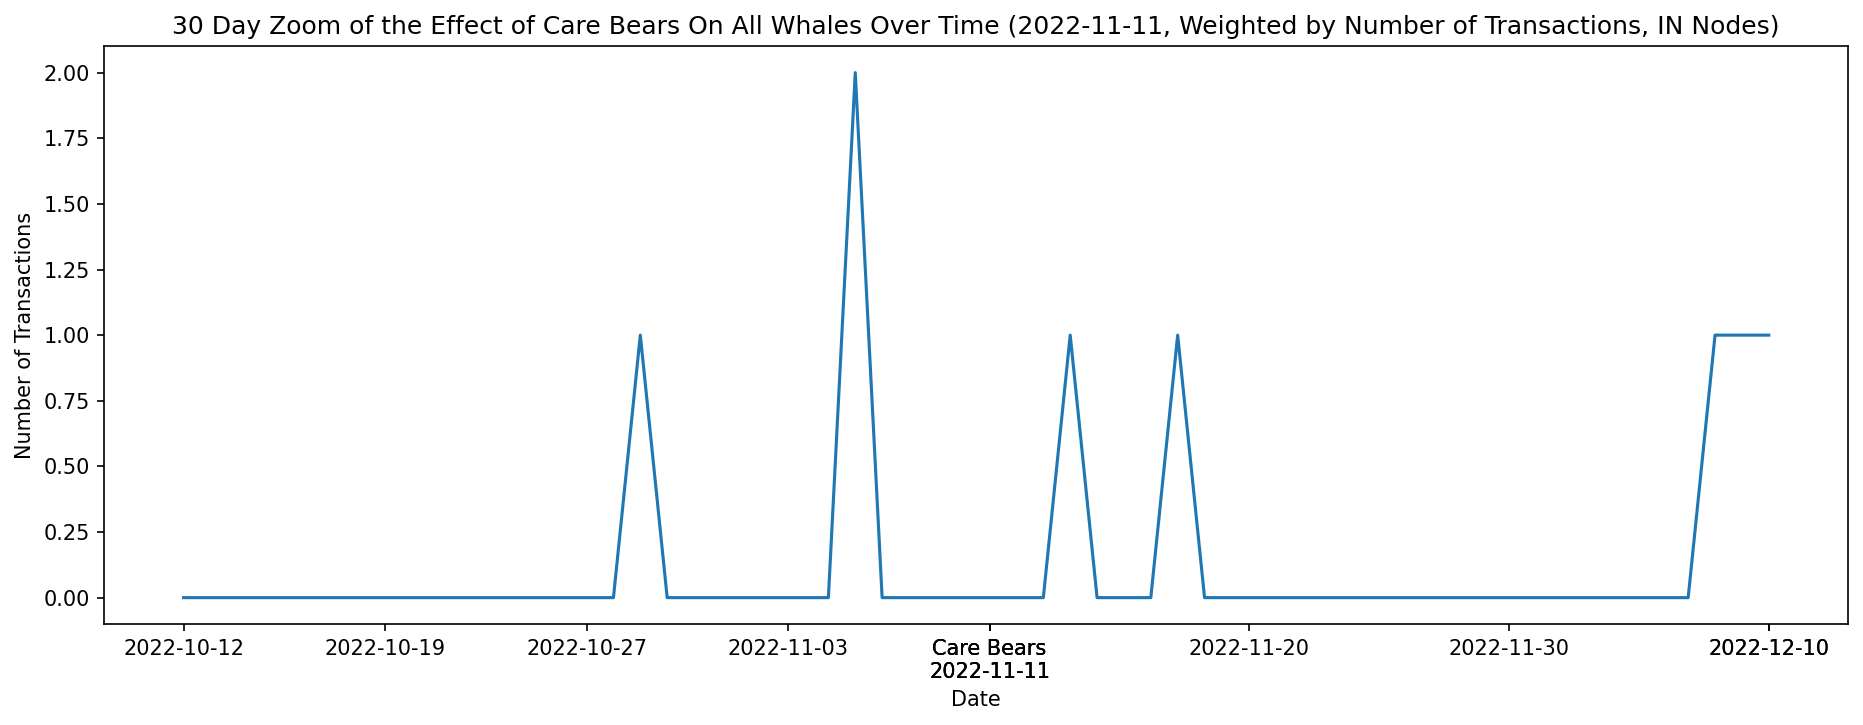 30 Day Zoom of the Effect of Care Bears On All Whales Over Time (2022-11-11, Weighted by Number of Transactions, IN Nodes)
2.00
1.75
1.50
1.25
1.00
0.75
0.50
0.25
0.00
Number of Transactions
2022-10-12 2022-10-19 2022-10-27 2022-11-03 Care Bears 2022-11-20 2022-11-30 2022-12-10
2022-11-11
Date